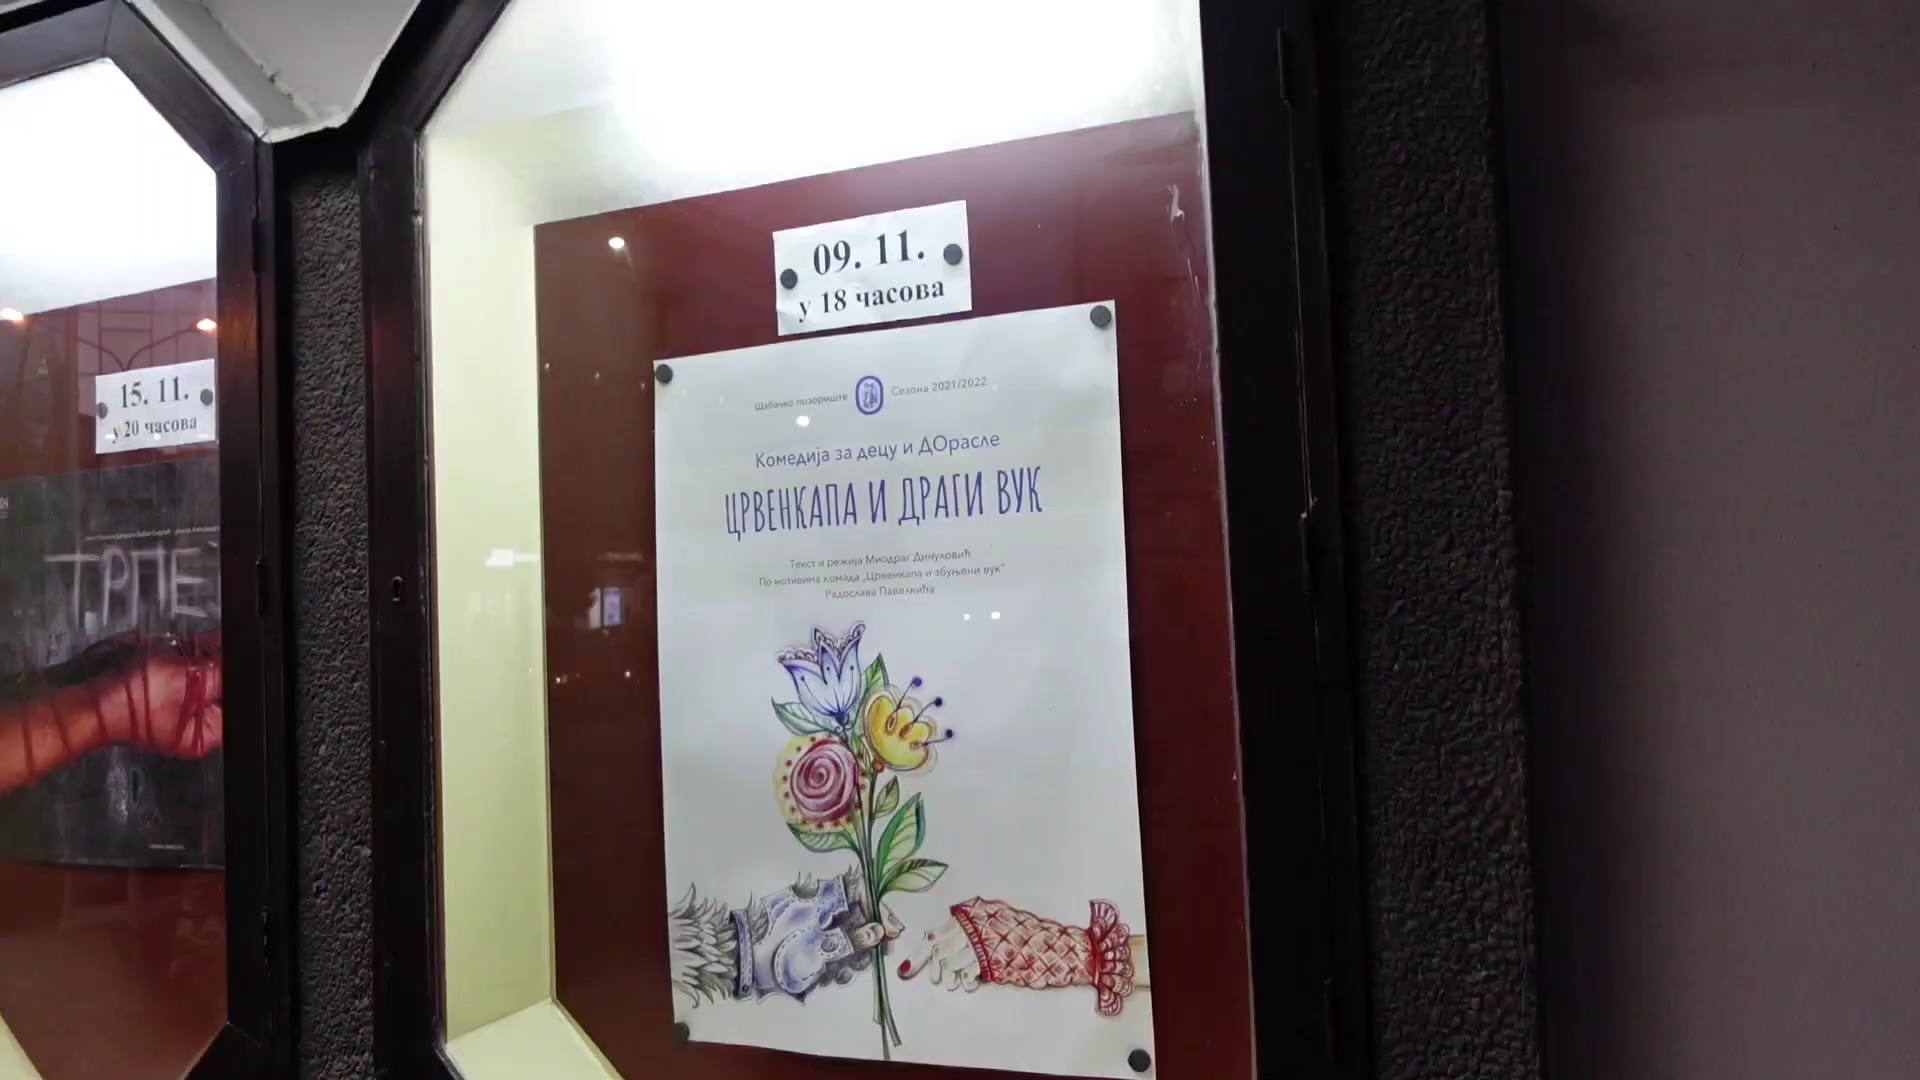 15. 11.
у 20 часова
ТРПЕ
09. 11.
у 18 часова
Шабачко позориште Сезона 2021/2022
Комедија за децу и ДОрасле
ЦРВЕНКАПА И ДРАГИ ВУК
Текст и режија Миодраг Динуловић
По мотивима комада „Црвенкапа и збуњени вук“
Радослава Павелкића